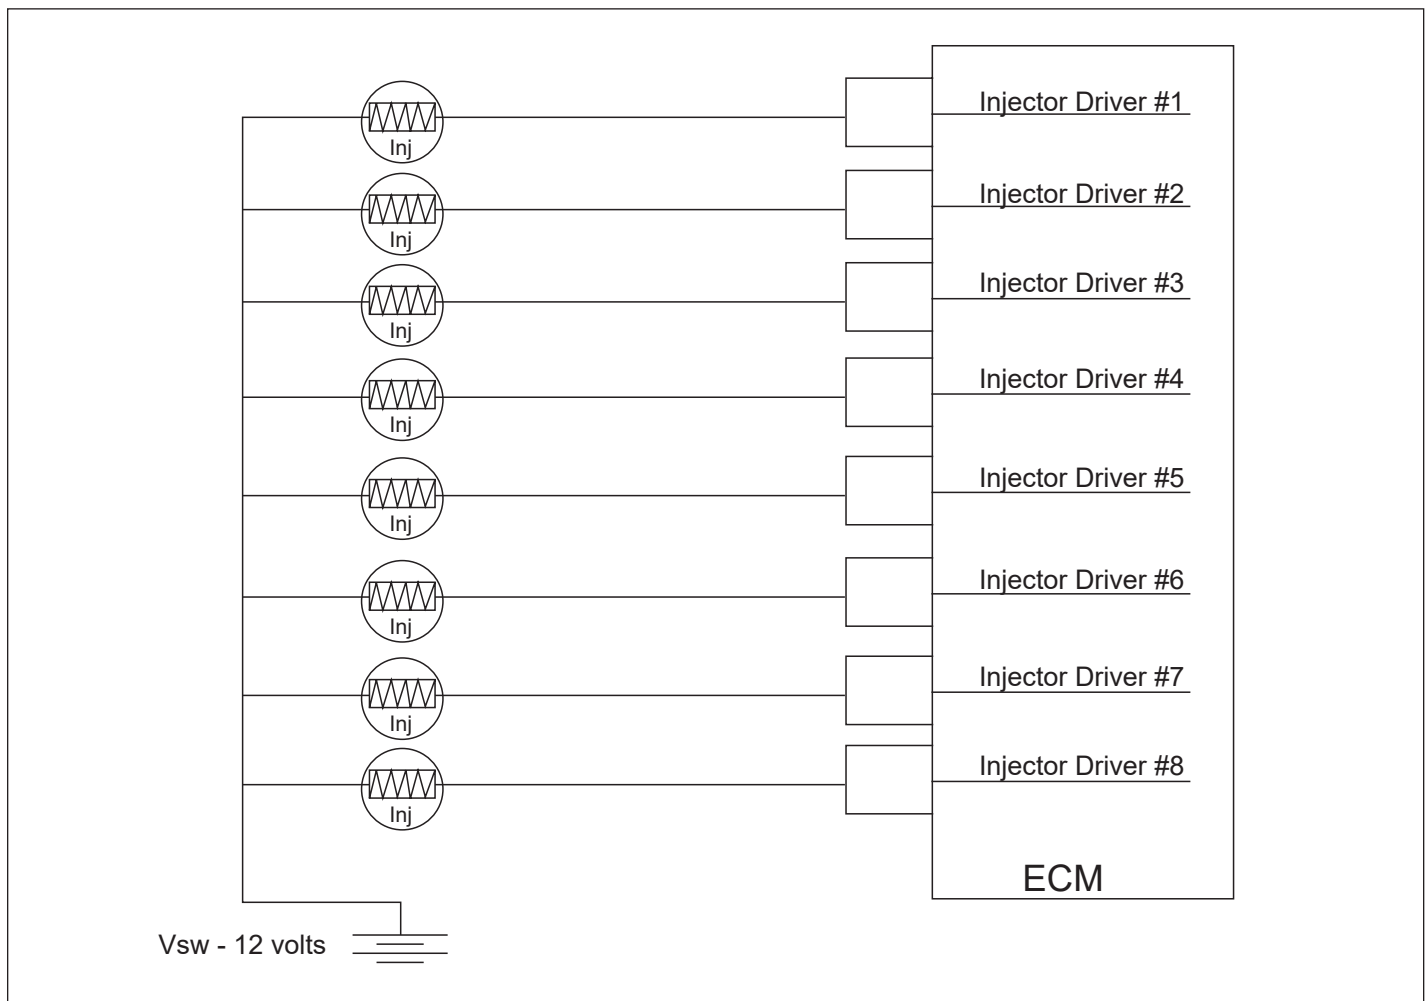 Injector Driver #1
Inj
Injector Driver #2
Inj
Injector Driver #3
Inj
Injector Driver #4
Inj
Injector Driver #5
Inj
Injector Driver #6
Inj
Injector Driver #7
Inj
Injector Driver #8
Inj
ECM
Vsw - 12 volts